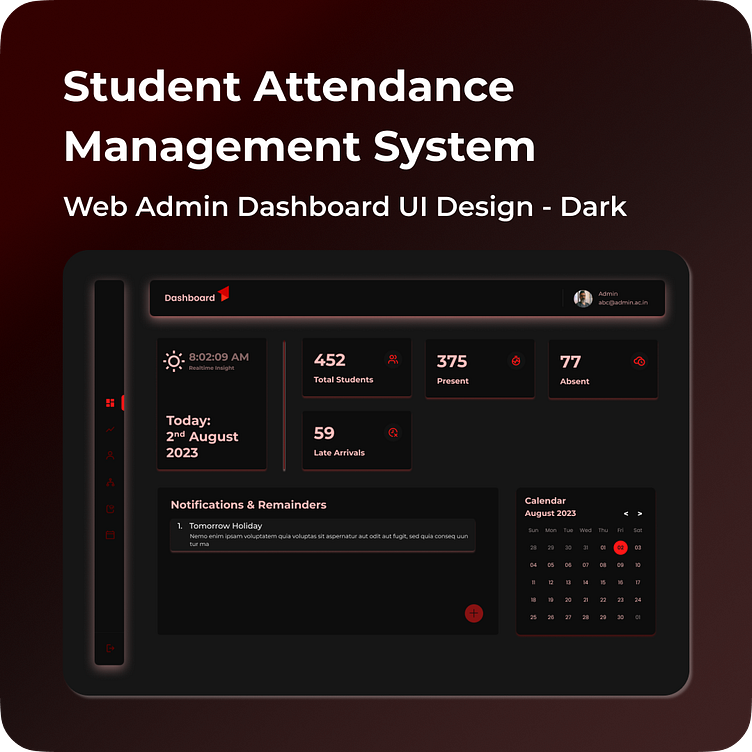 Student Attendance
Management System
Web Admin Dashboard UI Design - Dark
Dashboard
Admin
abc@admin.ac.in
8:02:09 AM
Realtime Insight
Today:
2nd August
2023
452
Total Students
375
Present
77
Absent
59
Late Arrivals
Notifications & Remainders
1. Tomorrow Holiday
Nemo enim ipsam voluptatem quia voluptas sit aspernatur aut odit aut fugit, sed quia conseq uun
tur ma
Calendar
August 2023 < >
Sun Mon Tue Wed Thu Fri Sat
28 29 30 31 01 02 03
04 05 06 07 08 09 10
11 12 13 14 15 16 17
18 19 20 21 22 23 24
25 26 27 28 29 30 01